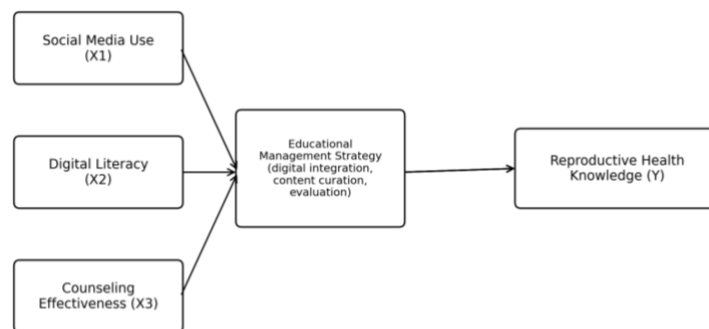 Social Media Use
(X1)
Digital Literacy
(X2)
Counseling
Effectiveness (X3)
Educational
Management Strategy
(digital integration,
content curation,
evaluation)
Reproductive Health
Knowledge (Y)